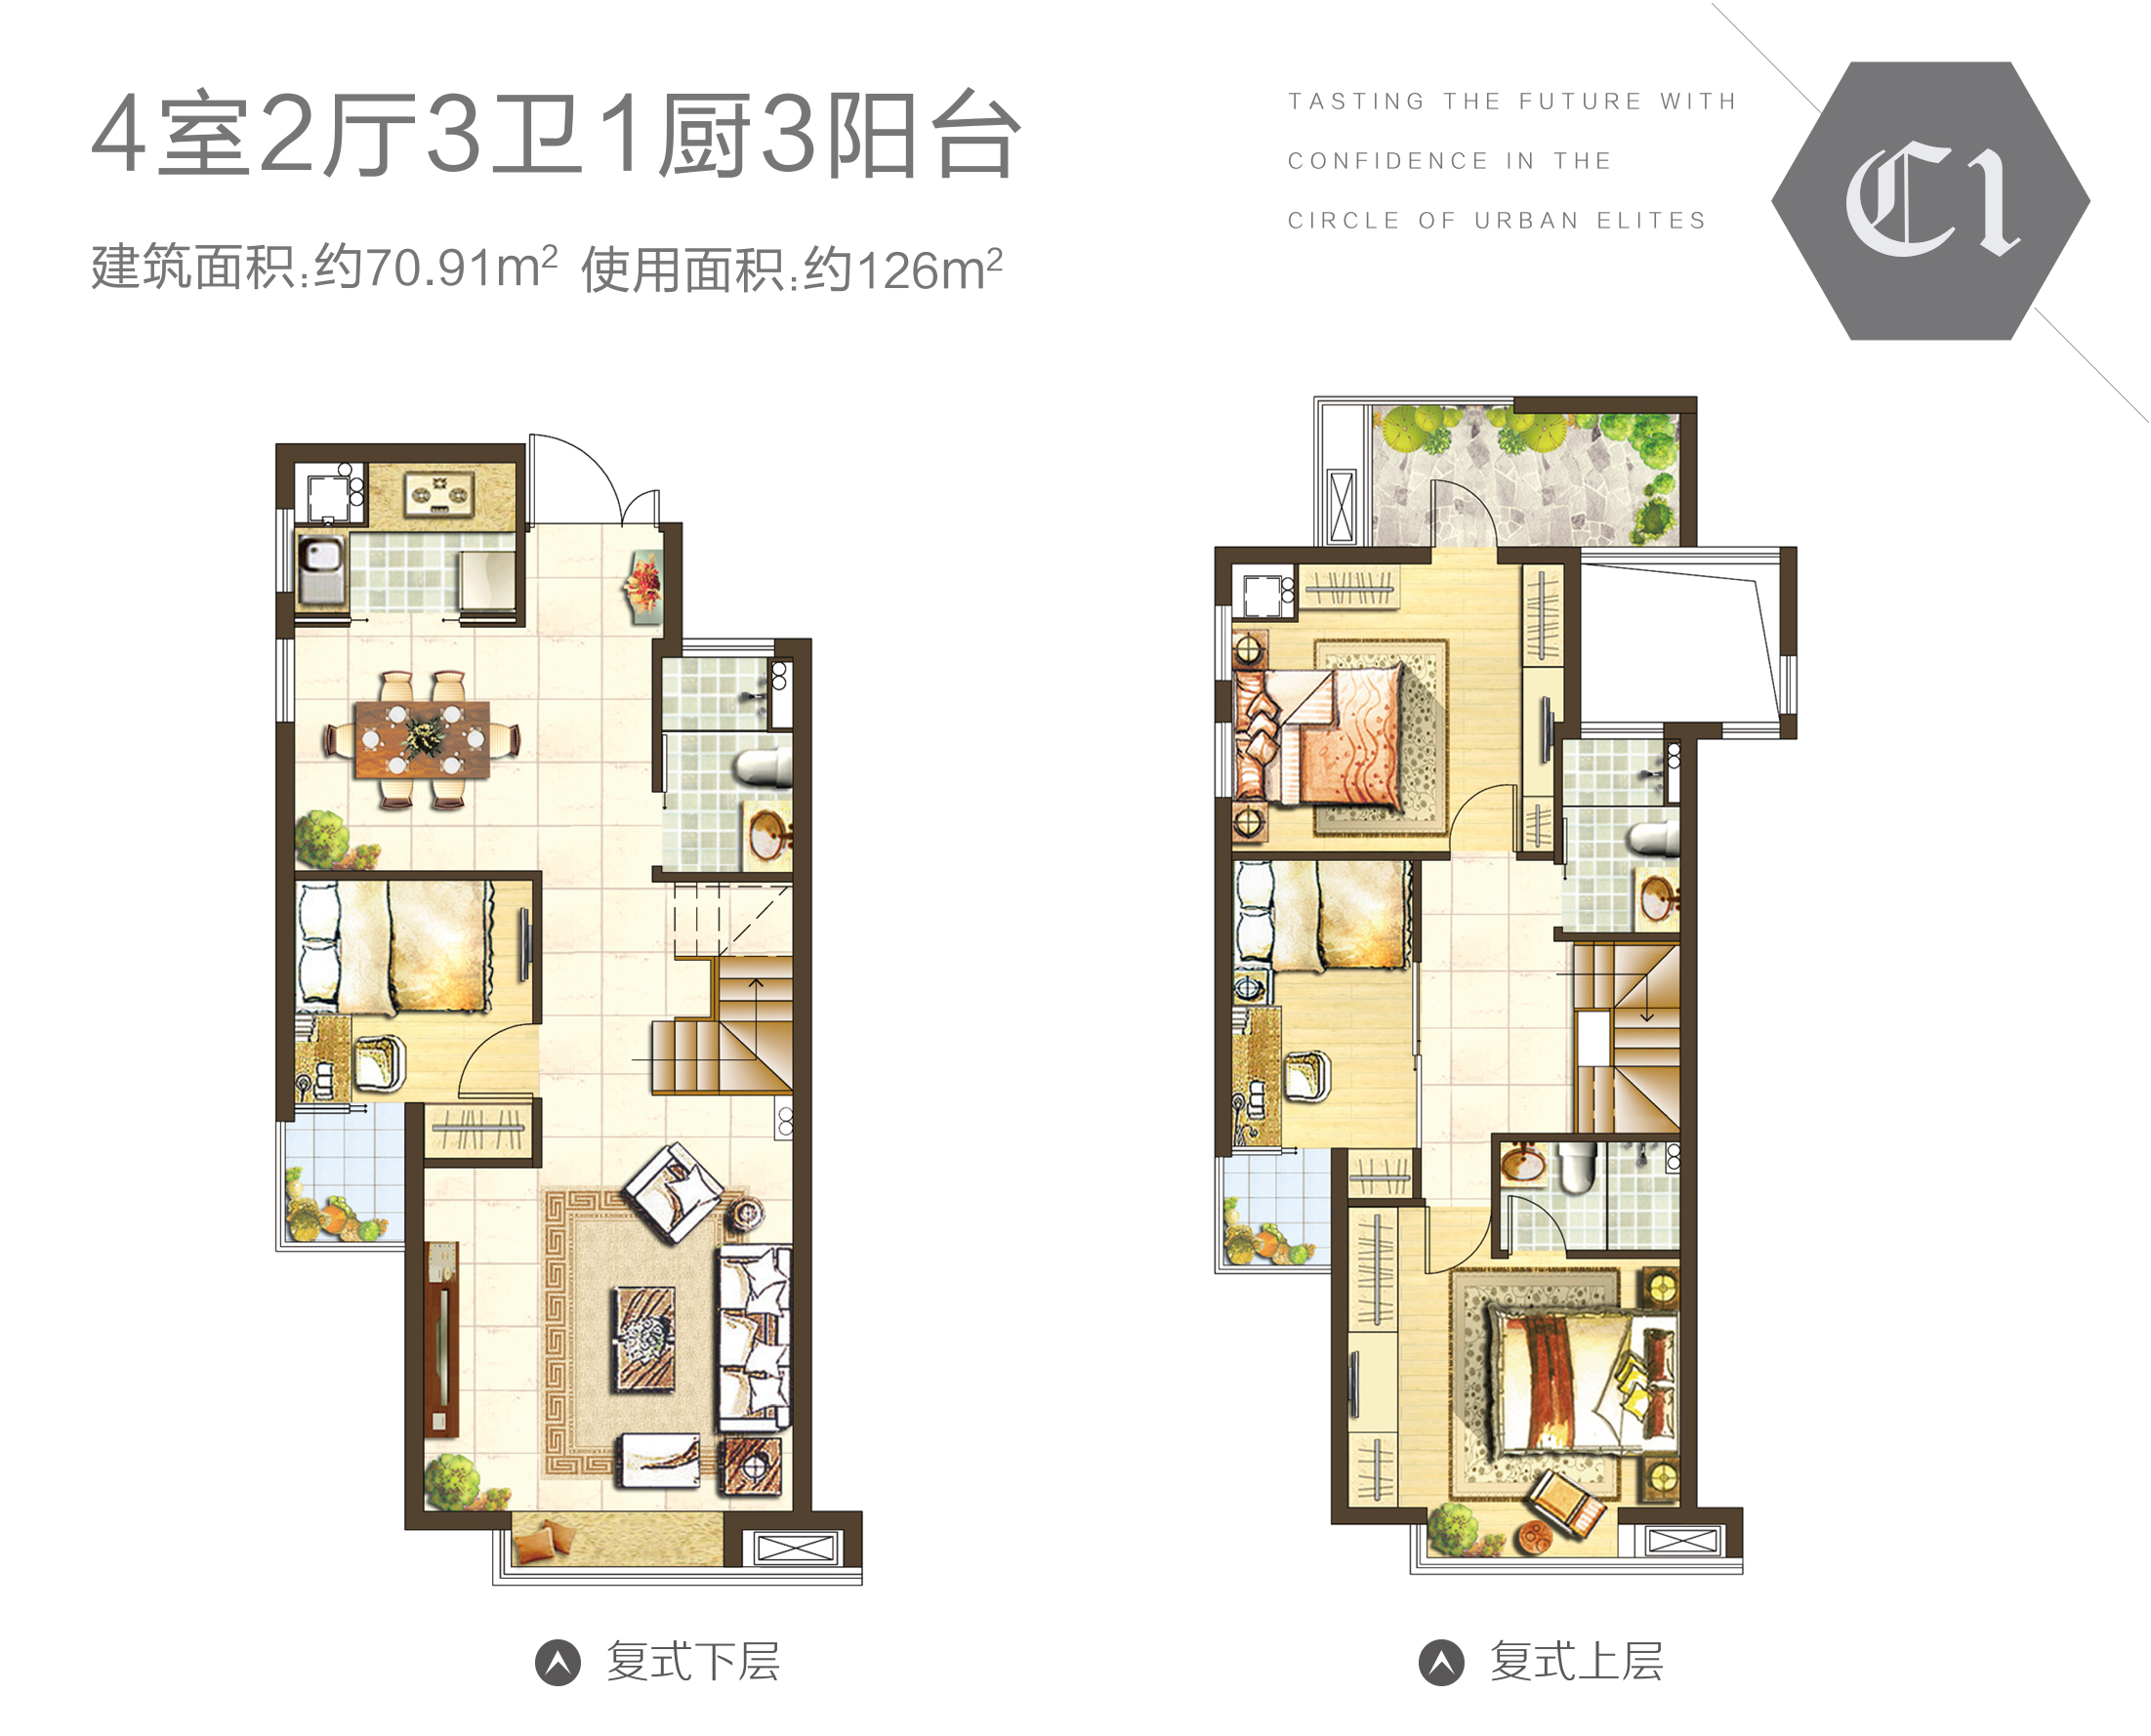 4室2厅3卫1厨3阳台
建筑面积:约70.91m² 使用面积:约126m²
TASTING THE FUTURE WITH
CONFIDENCE IN THE
CIRCLE OF URBAN ELITES
C1
复式下层
复式上层